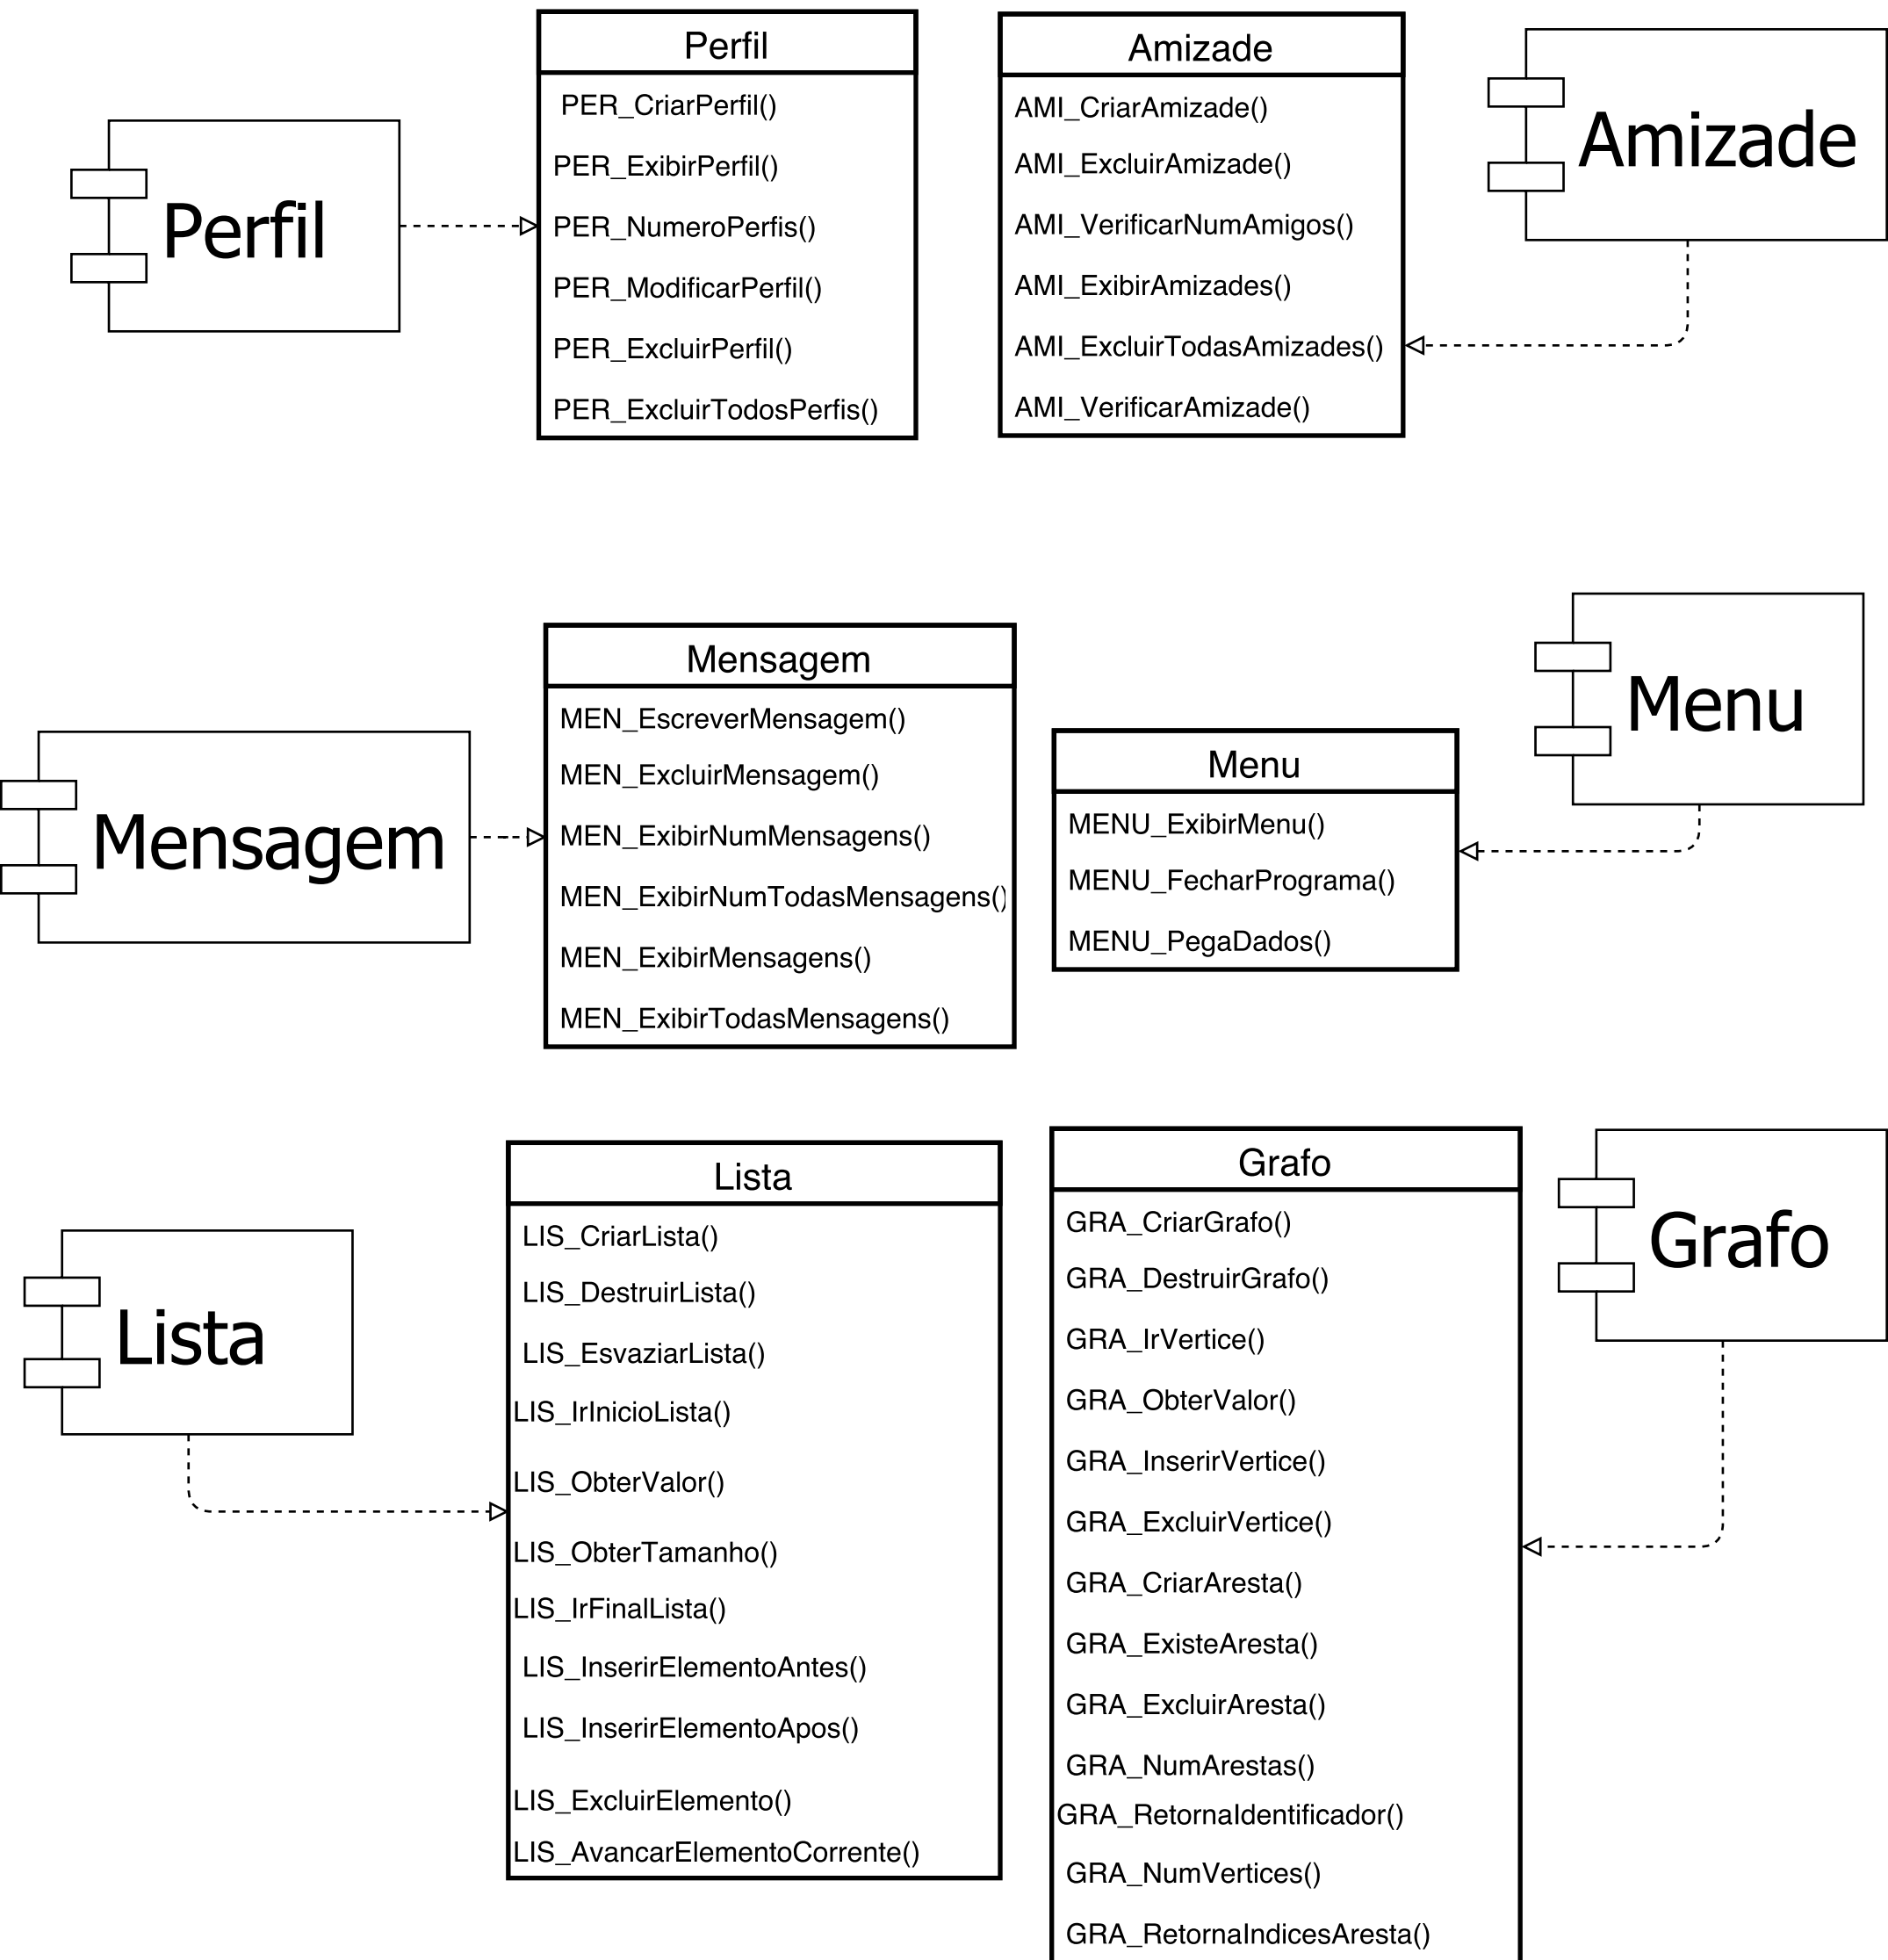 Perfil
Perfil
PER_CriarPerfil()
PER_ExibirPerfil()
PER_NumeroPerfis()
PER_ModificarPerfil()
PER_ExcluirPerfil()
PER_ExcluirTodosPerfis()
Amizade
AMI_CriarAmizade()
AMI_ExcluirAmizade()
AMI_VerificarNumAmigos()
AMI_ExibirAmizades()
AMI_ExcluirTodasAmizades()
AMI_VerificarAmizade()
Amizade
Mensagem
Mensagem
MEN_EscreverMensagem()
MEN_ExcluirMensagem()
MEN_ExibirNumMensagens()
MEN_ExibirNumTodasMensagens()
MEN_ExibirMensagens()
MEN_ExibirTodasMensagens()
Menu
MENU_ExibirMenu()
MENU_FecharPrograma()
MENU_PegaDados()
Menu
Lista
Lista
LIS_CriarLista()
LIS_DestruirLista()
LIS_EsvaziarLista()
LIS_IrInicioLista()
LIS_ObterValor()
LIS_ObterTamanho()
LIS_IrFinalLista()
LIS_InserirElementoAntes()
LIS_InserirElementoApos()
LIS_ExcluirElemento()
LIS_AvancarElementoCorrente()
Grafo
GRA_CriarGrafo()
GRA_DestruirGrafo()
GRA_IrVertice()
GRA_ObterValor()
GRA_InserirVertice()
GRA_ExcluirVertice()
GRA_CriarAresta()
GRA_ExisteAresta()
GRA_ExcluirAresta()
GRA_NumArestas()
GRA_RetornaIdentificador()
GRA_NumVertices()
GRA_RetornaIndicesAresta()
Grafo